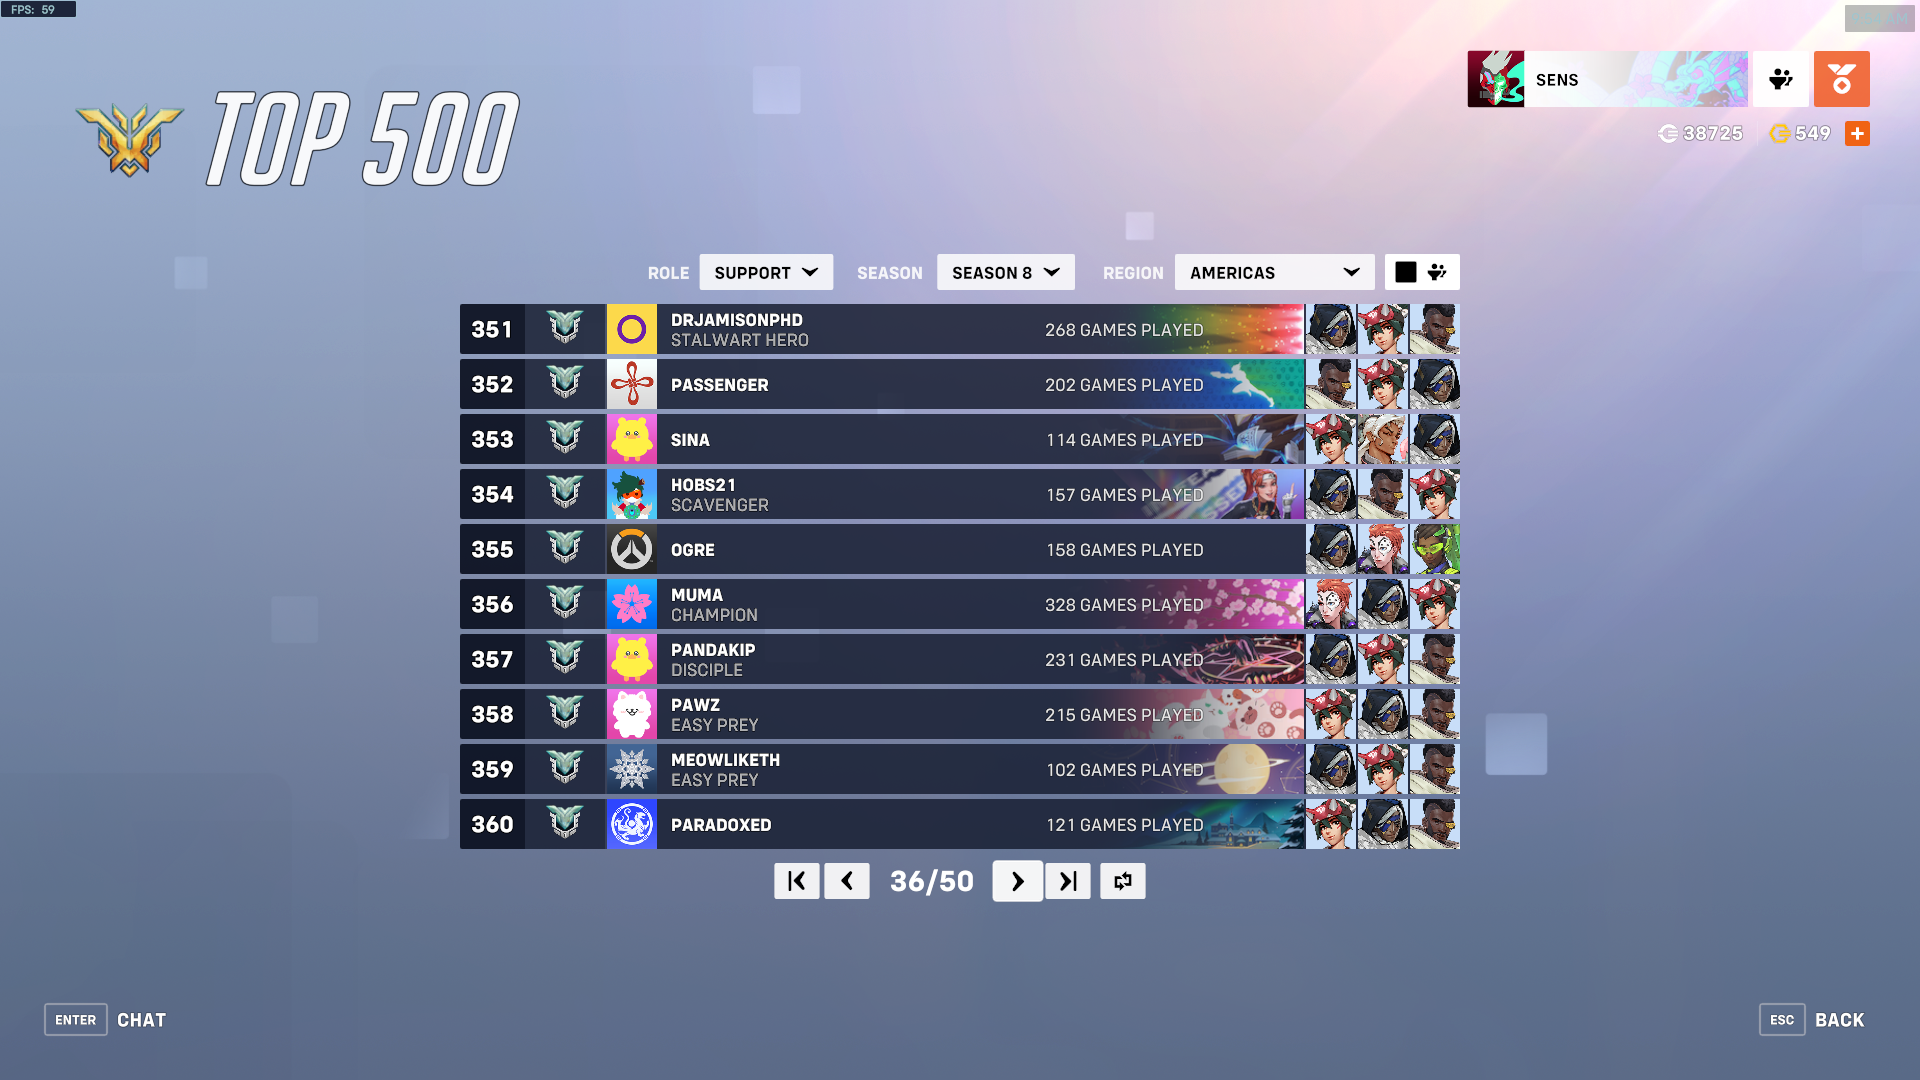 FPS: 59
TOP 500
SENS
38725
549
ROLE
SUPPORT
SEASON
SEASON 8
REGION
AMERICAS
351 DRJAMISONPHD 268 GAMES PLAYED
STALWART HERO
352 PASSENGER 202 GAMES PLAYED
353 SINA 114 GAMES PLAYED
354 HOBS21 157 GAMES PLAYED
SCAVENGER
355 OGRE 158 GAMES PLAYED
356 MUMA 328 GAMES PLAYED
CHAMPION
357 PANDAKIP 231 GAMES PLAYED
DISCIPLE
358 PAWZ 215 GAMES PLAYED
EASY PREY
359 MEOWLIKETH 102 GAMES PLAYED
EASY PREY
360 PARADOXED 121 GAMES PLAYED
36/50
ENTER CHAT
ESC BACK